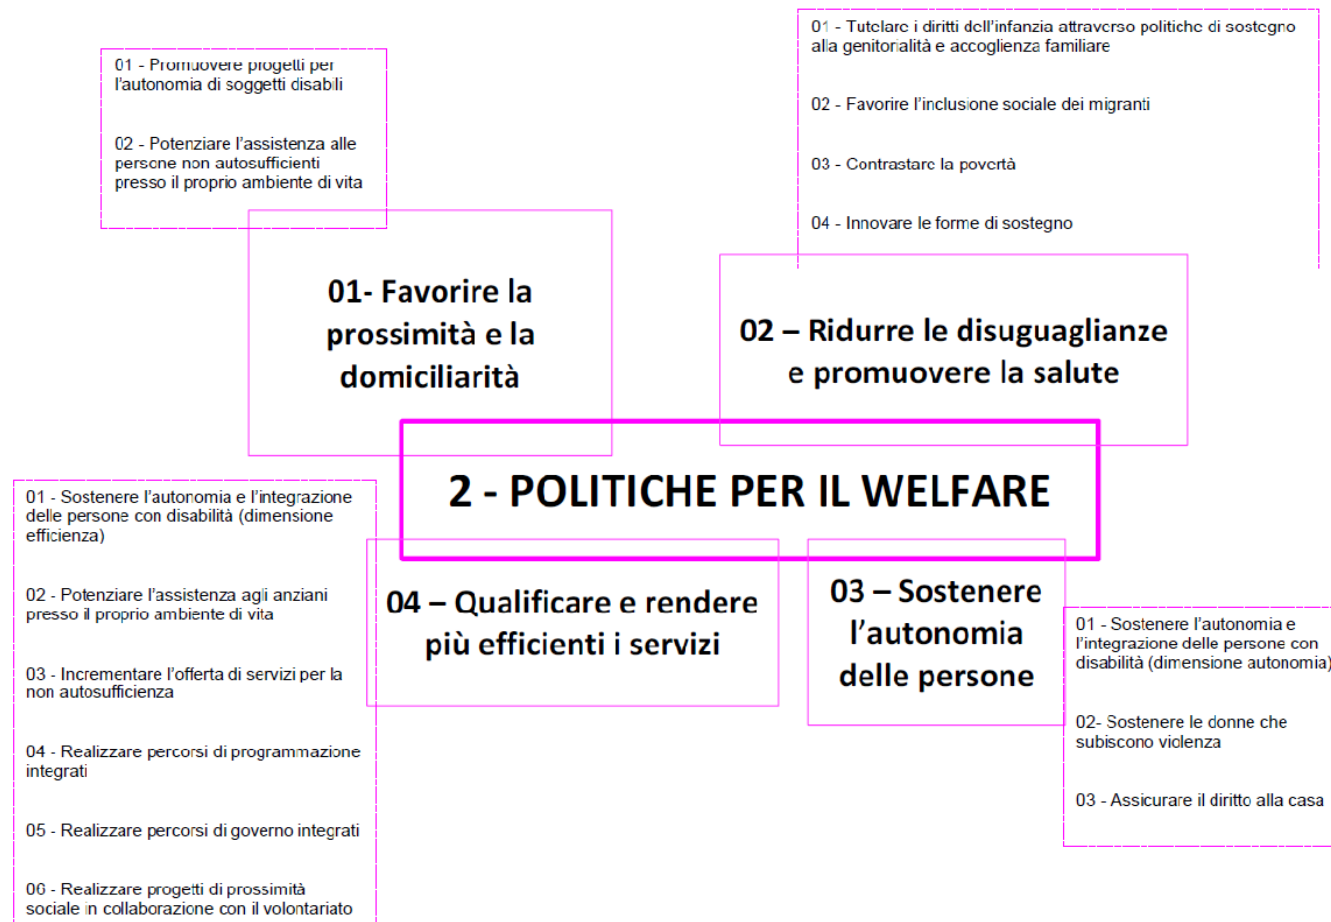 01 - Promuovere progetti per
l'autonomia di soggetti disabili
02 - Potenziare l'assistenza alle
persone non autosufficienti
presso il proprio ambiente di vita
01 - Tutelare i diritti dell'infanzia attraverso politiche di sostegno
alla genitorialità e accoglienza familiare
02 - Favorire l'inclusione sociale dei migranti
03 - Contrastare la povertà
04 - Innovare le forme di sostegno
01- Favorire la
prossimità e la
domiciliarità
02 – Ridurre le disuguaglianze
e promuovere la salute
2 - POLITICHE PER IL WELFARE
01 - Sostenere l'autonomia e l'integrazione
delle persone con disabilità (dimensione
efficienza)
02 - Potenziare l'assistenza agli anziani
presso il proprio ambiente di vita
03 - Incrementare l'offerta di servizi per la
non autosufficienza
04 - Realizzare percorsi di programmazione
integrati
05 - Realizzare percorsi di governo integrati
06 - Realizzare progetti di prossimità
sociale in collaborazione con il volontariato
04 – Qualificare e rendere
più efficienti i servizi
03 – Sostenere
l'autonomia
delle persone
01 - Sostenere l'autonomia e
l'integrazione delle persone con
disabilità (dimensione autonomia)
02- Sostenere le donne che
subiscono violenza
03 - Assicurare il diritto alla casa